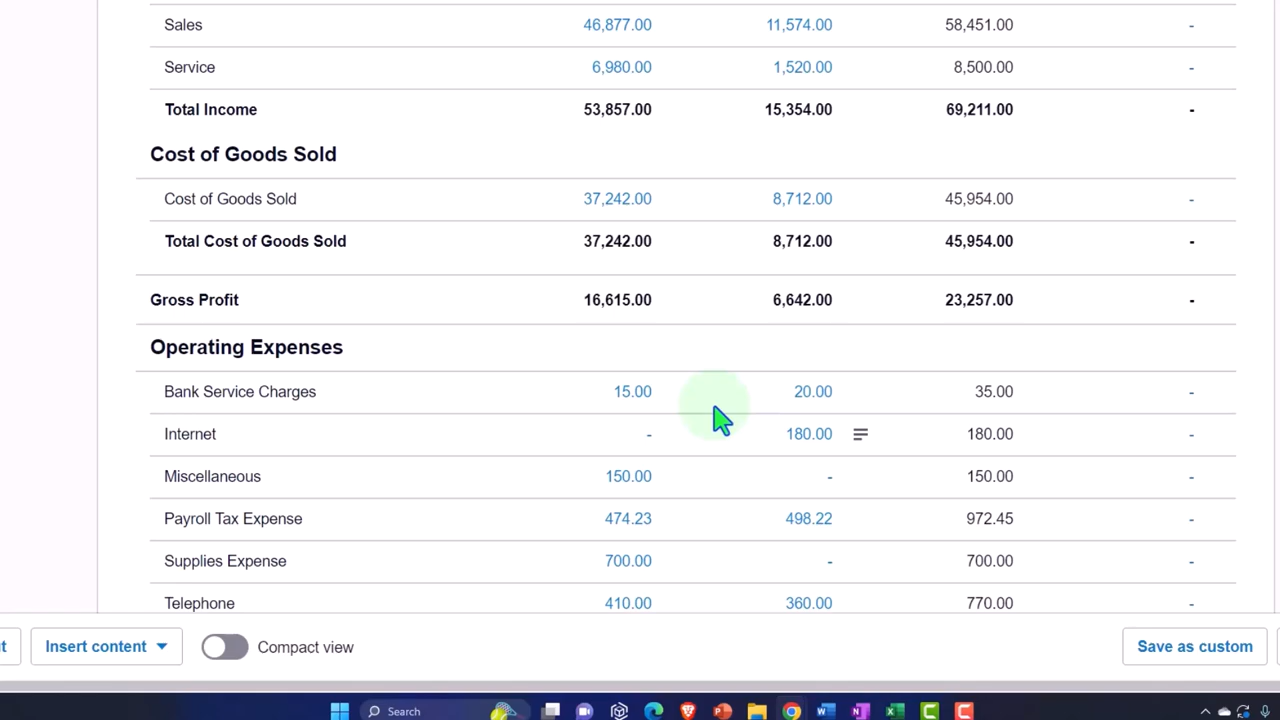 Sales 46,877.00 11,574.00 58,451.00 -
Service 6,980.00 1,520.00 8,500.00 -
Total Income 53,857.00 15,354.00 69,211.00 -
Cost of Goods Sold
Cost of Goods Sold 37,242.00 8,712.00 45,954.00 -
Total Cost of Goods Sold 37,242.00 8,712.00 45,954.00 -
Gross Profit 16,615.00 6,642.00 23,257.00 -
Operating Expenses
Bank Service Charges 15.00 20.00 35.00 -
Internet - 180.00 180.00 -
Miscellaneous 150.00 - 150.00 -
Payroll Tax Expense 474.23 498.22 972.45 -
Supplies Expense 700.00 - 700.00 -
Telephone 410.00 360.00 770.00 -
t Insert content Compact view Save as custom
Search